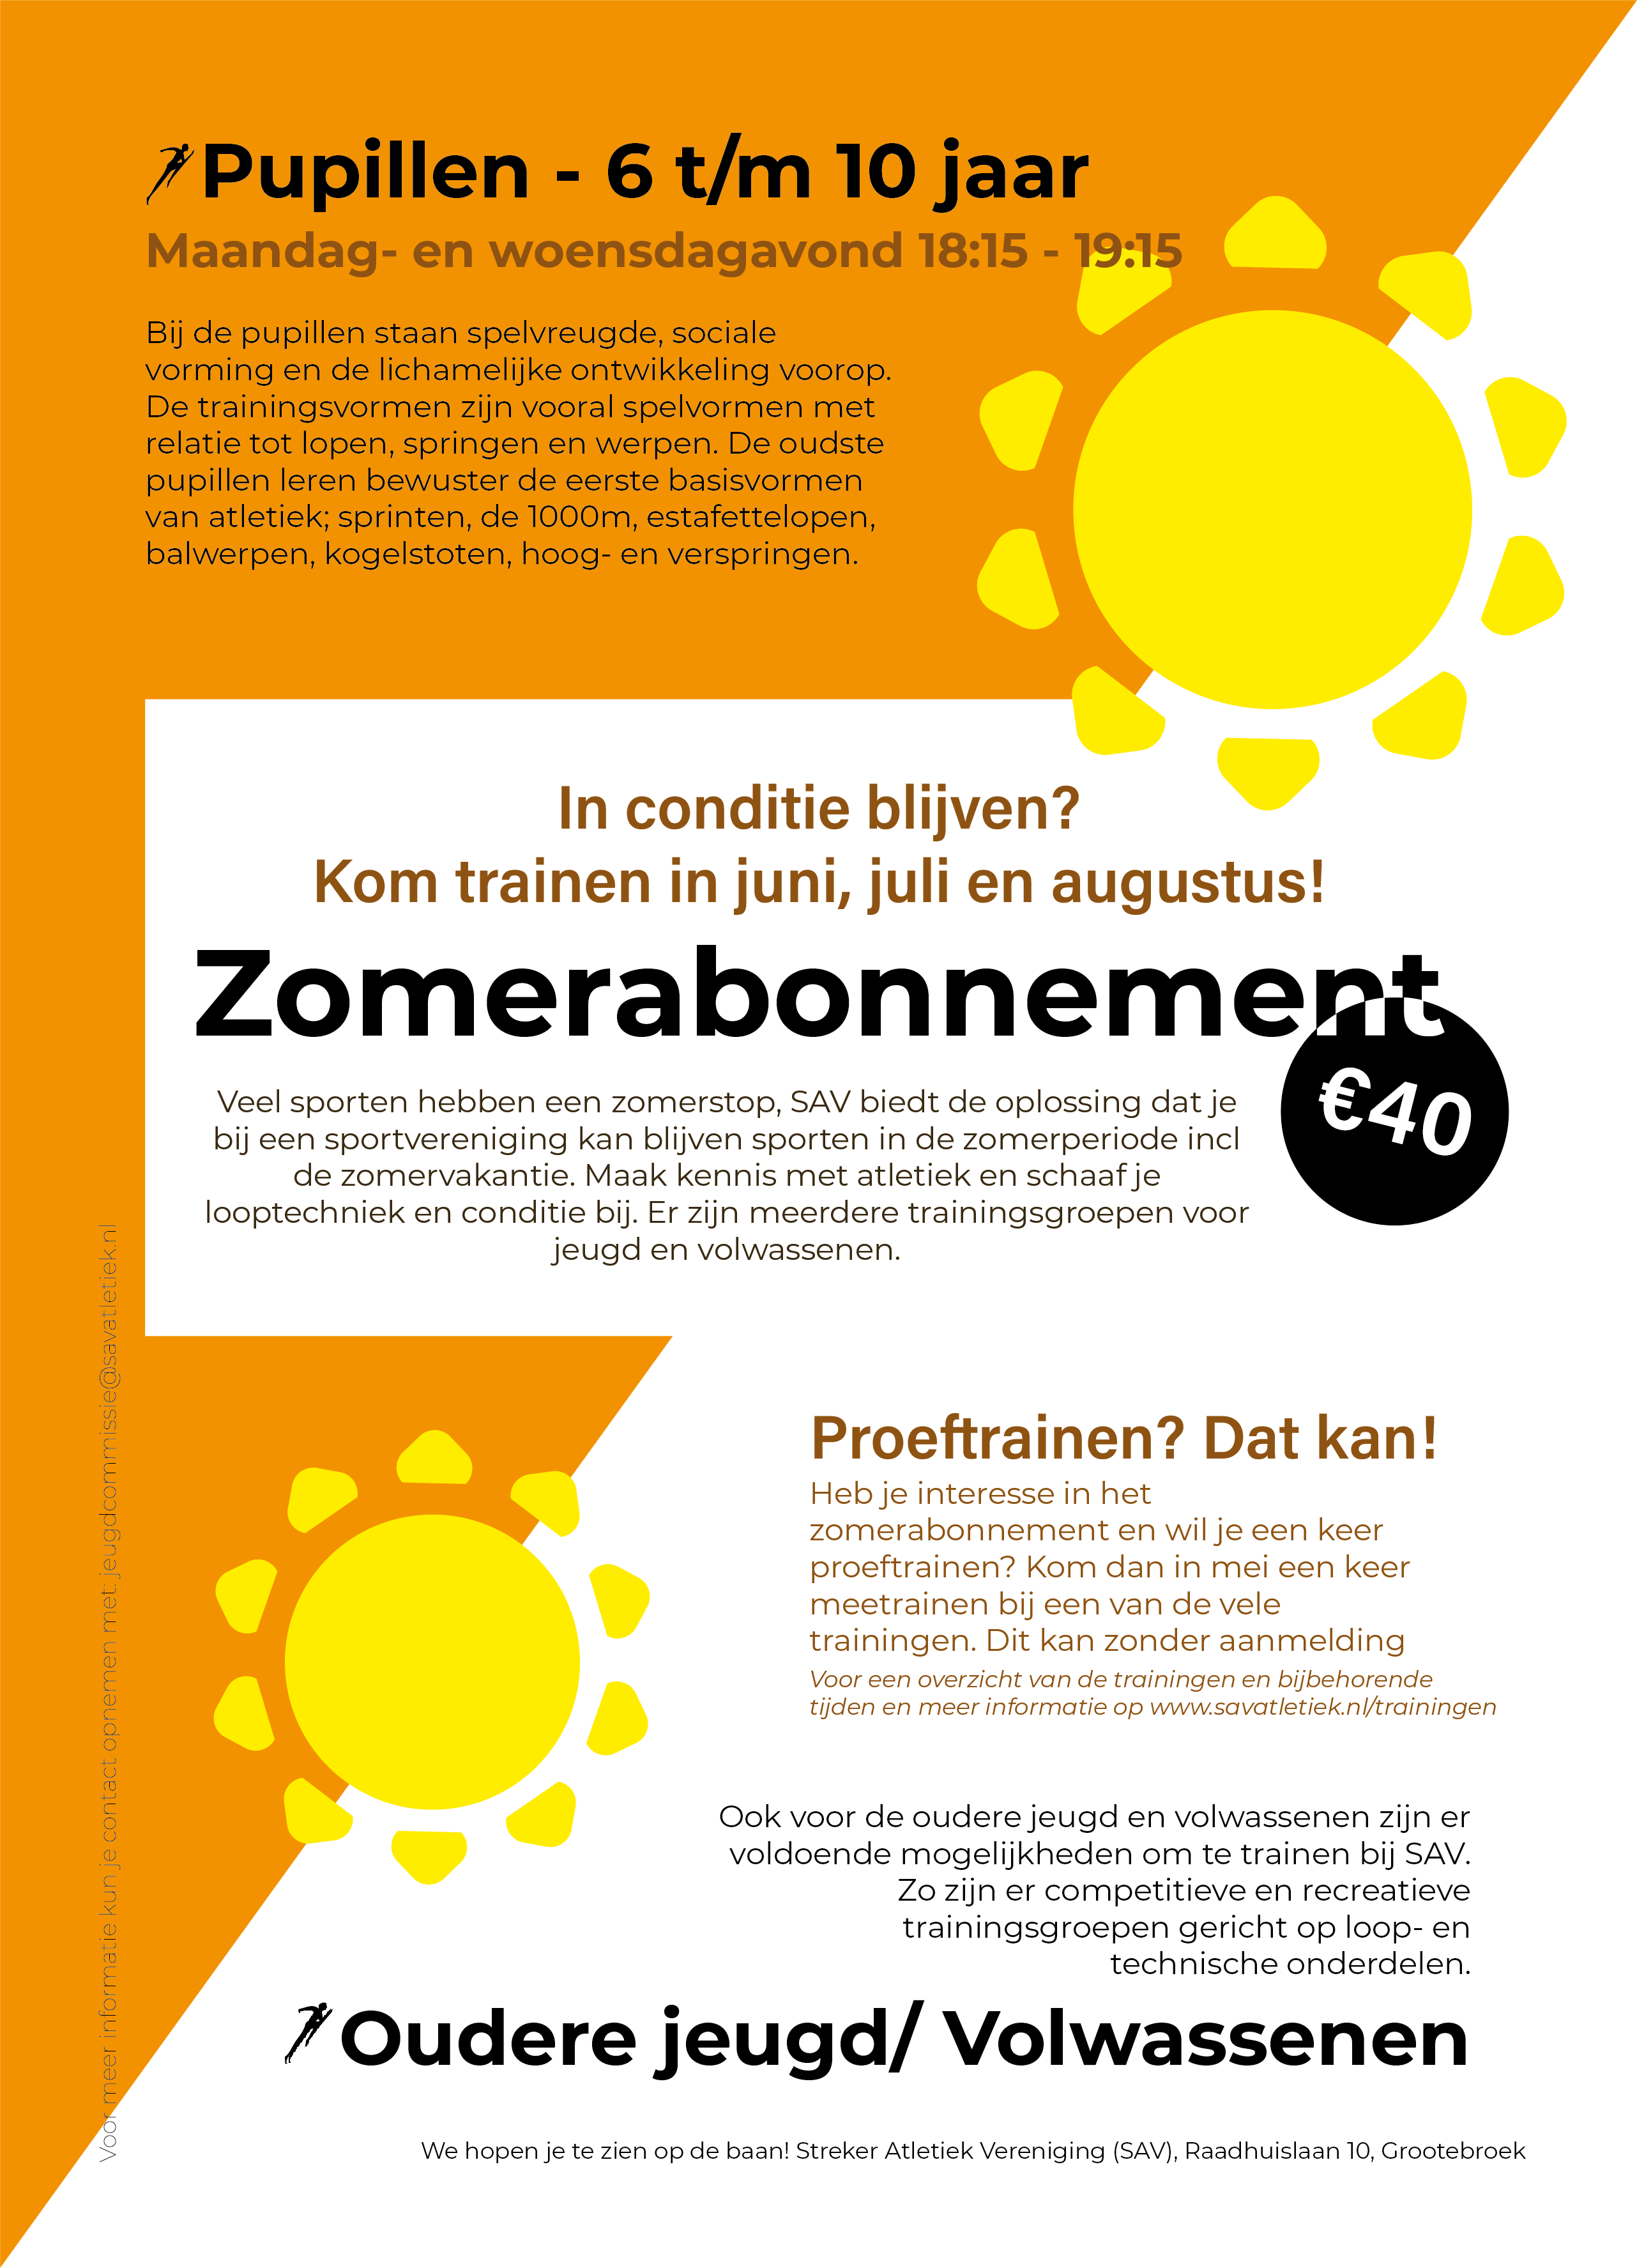 Pupillen - 6 t/m 10 jaar
Maandag- en woensdagavond 18:15 - 19:15
Bij de pupillen staan spelvreugde, sociale
vorming en de lichamelijke ontwikkeling voorop.
De trainingsvormen zijn vooral spelvormen met
relatie tot lopen, springen en werpen. De oudste
pupillen leren bewuster de eerste basisvormen
van atletiek; sprinten, de 1000m, estafettelopen,
balwerpen, kogelstoten, hoog- en verspringen.
In conditie blijven?
Kom trainen in juni, juli en augustus!
Zomerabonnement
€40
Veel sporten hebben een zomerstop, SAV biedt de oplossing dat je
bij een sportvereniging kan blijven sporten in de zomerperiode incl
de zomervakantie. Maak kennis met atletiek en schaaf je
looptechniek en conditie bij. Er zijn meerdere trainingsgroepen voor
jeugd en volwassenen.
Proeftrainen? Dat kan!
Heb je interesse in het
zomerabonnement en wil je een keer
proeftrainen? Kom dan in mei een keer
meetrainen bij een van de vele
trainingen. Dit kan zonder aanmelding
Voor een overzicht van de trainingen en bijbehorende
tijden en meer informatie op www.savatletiek.nl/trainingen
Ook voor de oudere jeugd en volwassenen zijn er
voldoende mogelijkheden om te trainen bij SAV.
Zo zijn er competitieve en recreatieve
trainingsgroepen gericht op loop- en
technische onderdelen.
Oudere jeugd/ Volwassenen
We hopen je te zien op de baan! Streker Atletiek Vereniging (SAV), Raadhuislaan 10, Grootebroek
Voor meer informatie kun je contact opnemen met: jeugdcommissie@savatletiek.nl